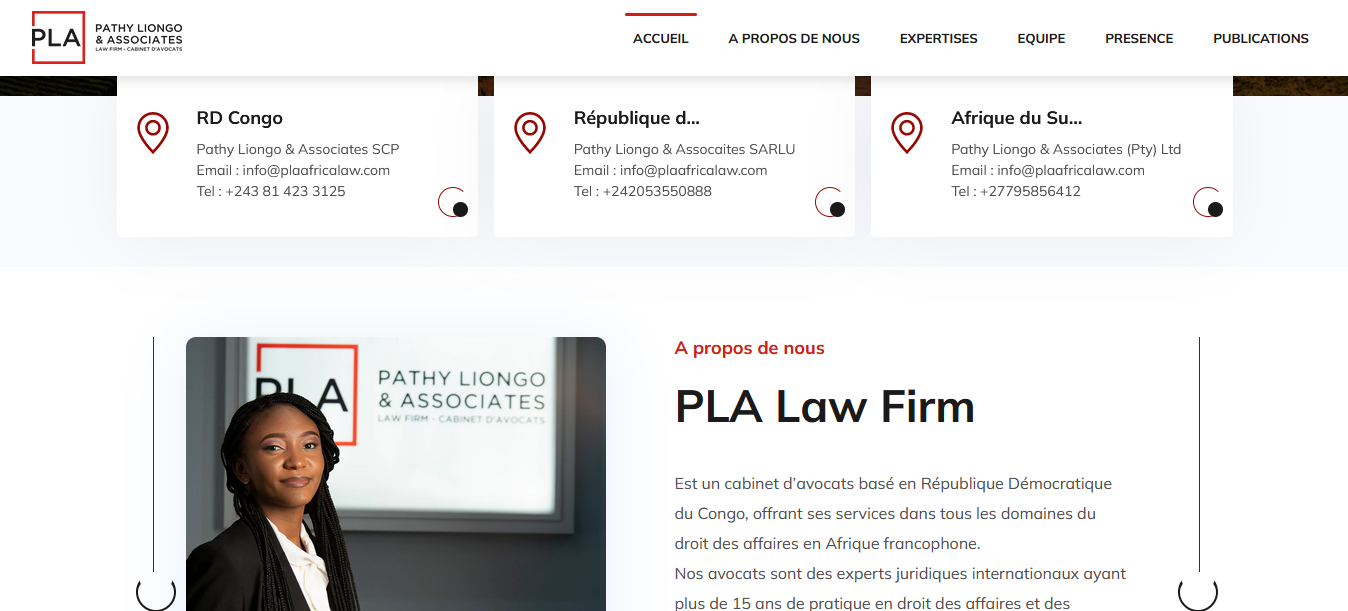 PLA
PATHY LIONGO
& ASSOCIATES
LAW FIRM - CABINET D'AVOCATS
ACCUEIL
A PROPOS DE NOUS
EXPERTISES
EQUIPE
PRESENCE
PUBLICATIONS
RD Congo
Pathy Liongo & Associates SCP
Email : info@plaafricalaw.com
Tel : +243 81 423 3125
République d...
Pathy Liongo & Assocaites SARLU
Email : info@plaafricalaw.com
Tel : +242053550888
Afrique du Su...
Pathy Liongo & Associates (Pty) Ltd
Email : info@plaafricalaw.com
Tel : +27795856412
PLA
PATHY LIONGO
& ASSOCIATES
LAW FIRM - CABINET D'AVOCATS
A propos de nous
PLA Law Firm
Est un cabinet d’avocats basé en République Démocratique
du Congo, offrant ses services dans tous les domaines du
droit des affaires en Afrique francophone.
Nos avocats sont des experts juridiques internationaux ayant
plus de 15 ans de pratique en droit des affaires et des